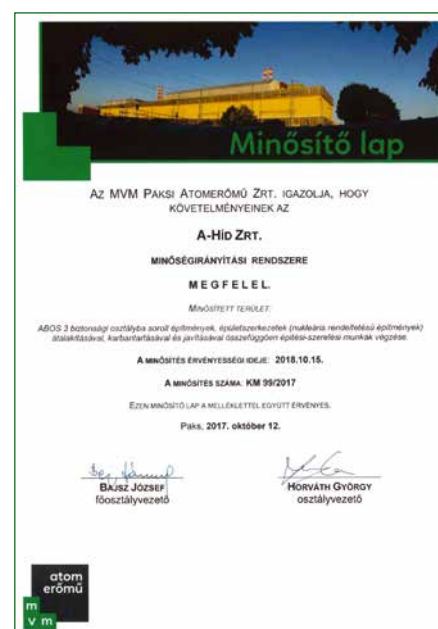 Minősítő lap
AZ MVM PAKSI ATOMERŐMŰ ZRT. IGAZOLJA, HOGY
KÖVETELMÉNYEINEK AZ
A-HÍD ZRT.
MINŐSÉGIRÁNYÍTÁSI RENDSZERE
MEGFELEL.
MINŐSÍTETT TERÜLET:
ABOS 3 biztonsági osztályba sorolt építmények, épületszerkezetek (nukleáris rendeltetésű építmények)
átalakításával, karbantartásával és javításával összefüggően építési-szerelési munkák végzése.
A MINŐSÍTÉS ÉRVÉNYESSÉGI IDEJE: 2018.10.15.
A MINŐSÍTÉS SZÁMA: KM 99/2017
EZEN MINŐSÍTŐ LAP A MELLÉKLETTEL EGYÜTT ÉRVÉNYES.
Paks, 2017. október 12.
BAJSZ JÓZSEF
főosztályvezető
HORVÁTH GYÖRGY
osztályvezető
atom
erőmű
m
v m